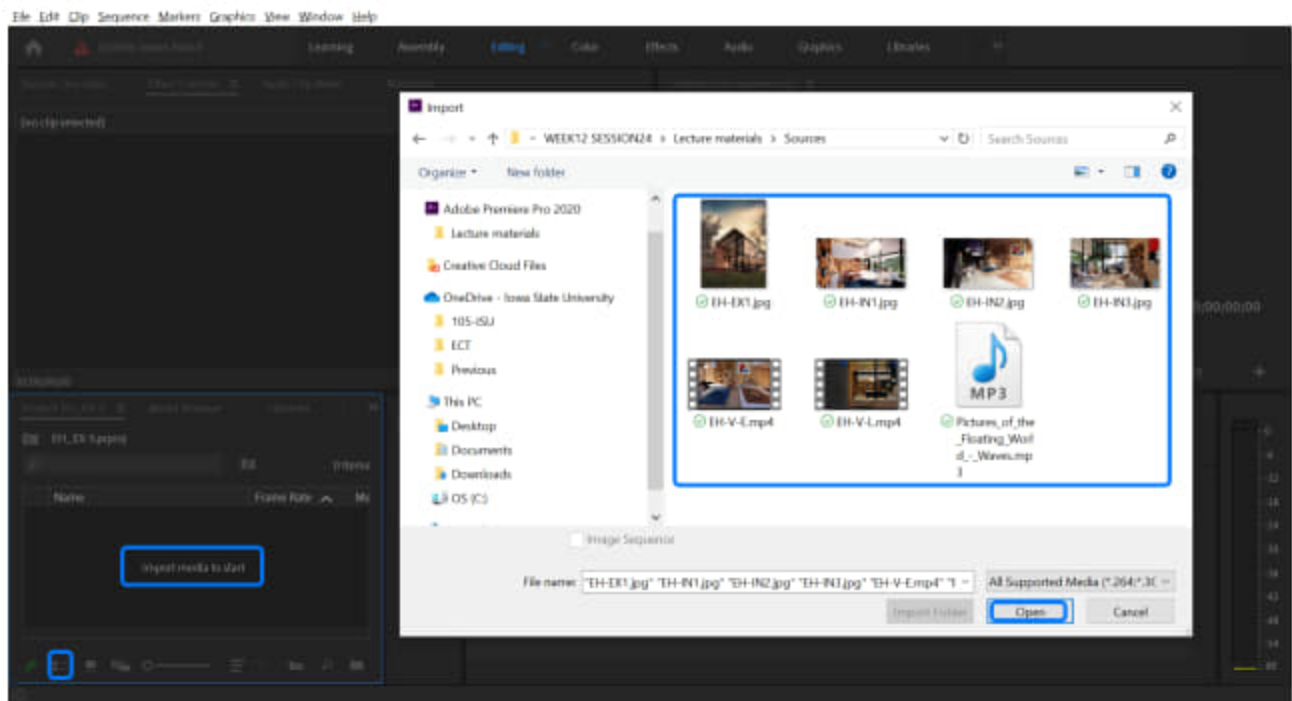 File Edit Clip Sequence Markers Graphics View Window Help
Learning Assembly Editing Color Effects Audio Graphics Libraries
(no clip selected)
Import
WEEK12 SESSION24 > Lecture materials > Sources
Search Sources
Organize New folder
Adobe Premiere Pro 2020
Lecture materials
Creative Cloud Files
OneDrive - Iowa State University
105-ISU
ECT
Previous
This PC
Desktop
Documents
Downloads
OS (C:)
EH-EX1.jpg EH-IN1.jpg EH-IN2.jpg EH-IN3.jpg
MP3
EH-V-E.mp4 EH-V-L.mp4 Pictures_of_the
_Floating_Worl
d_-_Waves.mp
3
Image Sequence
File name: "EH-EX1.jpg" "EH-IN1.jpg" "EH-IN2.jpg" "EH-IN3.jpg" "EH-V-E.mp4" "E
All Supported Media (*.264;*.3G
Import Folder Open Cancel
Name Frame Rate
Import media to start